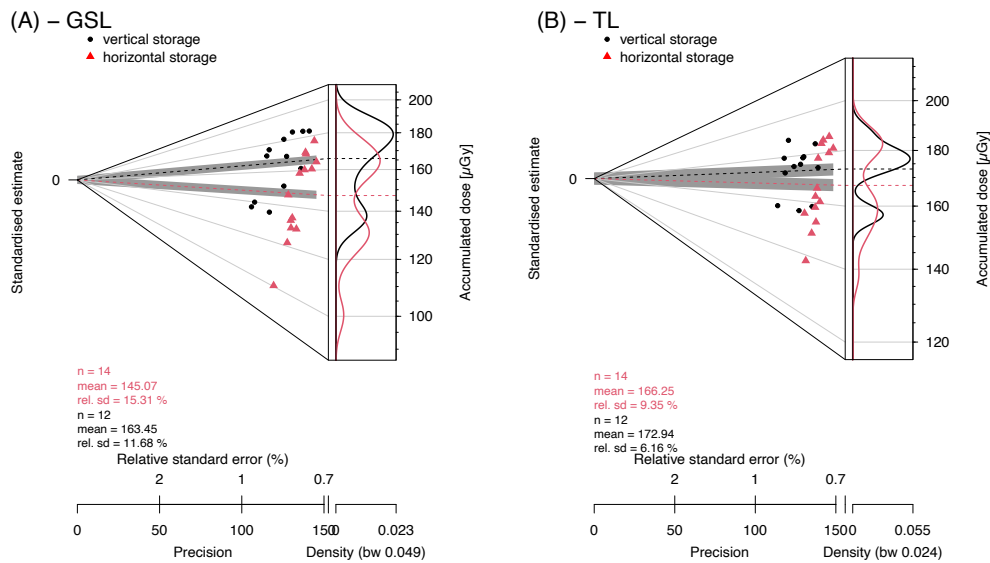 (A) – GSL
vertical storage
horizontal storage
Standardised estimate
0
200
180
160
140
120
100
Accumulated dose [µGy]
n = 14
mean = 145.07
rel. sd = 15.31 %
n = 12
mean = 163.45
rel. sd = 11.68 %
Relative standard error (%)
2 1 0.7
0 50 100 150 0 0.023
Precision Density (bw 0.049)
(B) – TL
vertical storage
horizontal storage
Standardised estimate
0
200
180
160
140
120
Accumulated dose [µGy]
n = 14
mean = 166.25
rel. sd = 9.35 %
n = 12
mean = 172.94
rel. sd = 6.16 %
Relative standard error (%)
2 1 0.7
0 50 100 150 0 0.055
Precision Density (bw 0.024)